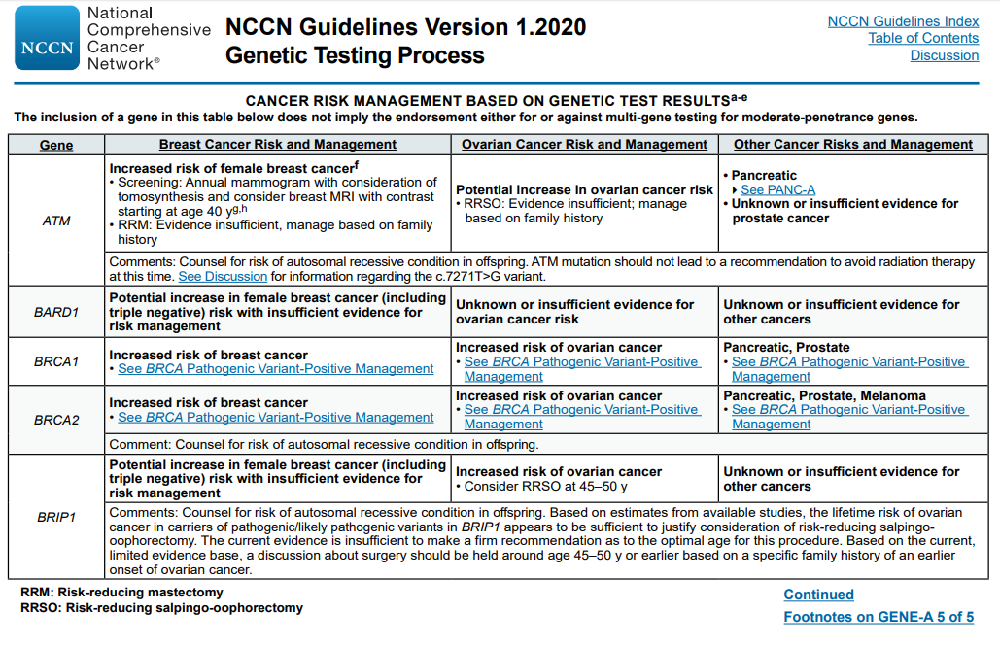 National
Comprehensive
Cancer
Network®
NCCN
NCCN Guidelines Version 1.2020
Genetic Testing Process
NCCN Guidelines Index
Table of Contents
Discussion
CANCER RISK MANAGEMENT BASED ON GENETIC TEST RESULTSa-e
The inclusion of a gene in this table below does not imply the endorsement either for or against multi-gene testing for moderate-penetrance genes.
Gene
Breast Cancer Risk and Management
Ovarian Cancer Risk and Management
Other Cancer Risks and Management
ATM
Increased risk of female breast cancerf
• Screening: Annual mammogram with consideration of
tomosynthesis and consider breast MRI with contrast
starting at age 40 yg,h
• RRM: Evidence insufficient, manage based on family
history
Potential increase in ovarian cancer risk
• RRSO: Evidence insufficient; manage
based on family history
• Pancreatic
See PANC-A
• Unknown or insufficient evidence for
prostate cancer
Comments: Counsel for risk of autosomal recessive condition in offspring. ATM mutation should not lead to a recommendation to avoid radiation therapy
at this time. See Discussion for information regarding the c.7271T>G variant.
BARD1
Potential increase in female breast cancer (including
triple negative) risk with insufficient evidence for
risk management
Unknown or insufficient evidence for
ovarian cancer risk
Unknown or insufficient evidence for
other cancers
BRCA1
Increased risk of breast cancer
• See BRCA Pathogenic Variant-Positive Management
Increased risk of ovarian cancer
• See BRCA Pathogenic Variant-Positive
Management
Pancreatic, Prostate
• See BRCA Pathogenic Variant-Positive
Management
BRCA2
Increased risk of breast cancer
• See BRCA Pathogenic Variant-Positive Management
Increased risk of ovarian cancer
• See BRCA Pathogenic Variant-Positive
Management
Pancreatic, Prostate, Melanoma
• See BRCA Pathogenic Variant-Positive
Management
Comment: Counsel for risk of autosomal recessive condition in offspring.
BRIP1
Potential increase in female breast cancer (including
triple negative) risk with insufficient evidence for
risk management
Increased risk of ovarian cancer
• Consider RRSO at 45–50 y
Unknown or insufficient evidence for
other cancers
Comments: Counsel for risk of autosomal recessive condition in offspring. Based on estimates from available studies, the lifetime risk of ovarian
cancer in carriers of pathogenic/likely pathogenic variants in BRIP1 appears to be sufficient to justify consideration of risk-reducing salpingo-
oophorectomy. The current evidence is insufficient to make a firm recommendation as to the optimal age for this procedure. Based on the current,
limited evidence base, a discussion about surgery should be held around age 45–50 y or earlier based on a specific family history of an earlier
onset of ovarian cancer.
RRM: Risk-reducing mastectomy
RRSO: Risk-reducing salpingo-oophorectomy
Continued
Footnotes on GENE-A 5 of 5